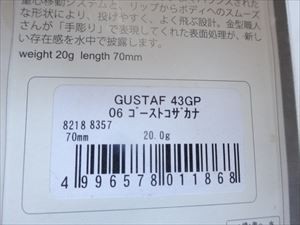 重心移動システムと、リップからボディへのスムーズ
な形状により、投げやすく、よく飛ぶ設計。金型職人
さんが「手彫り」で表現してくれた表面処理が、新し
い存在感を水中で披露します。
weight 20g length 70mm
GUSTAF 43GP
06 ｺﾞｰｽﾄｺｻﾞｶﾅ
8218 8357
70mm 20.0g
4 996578 011868